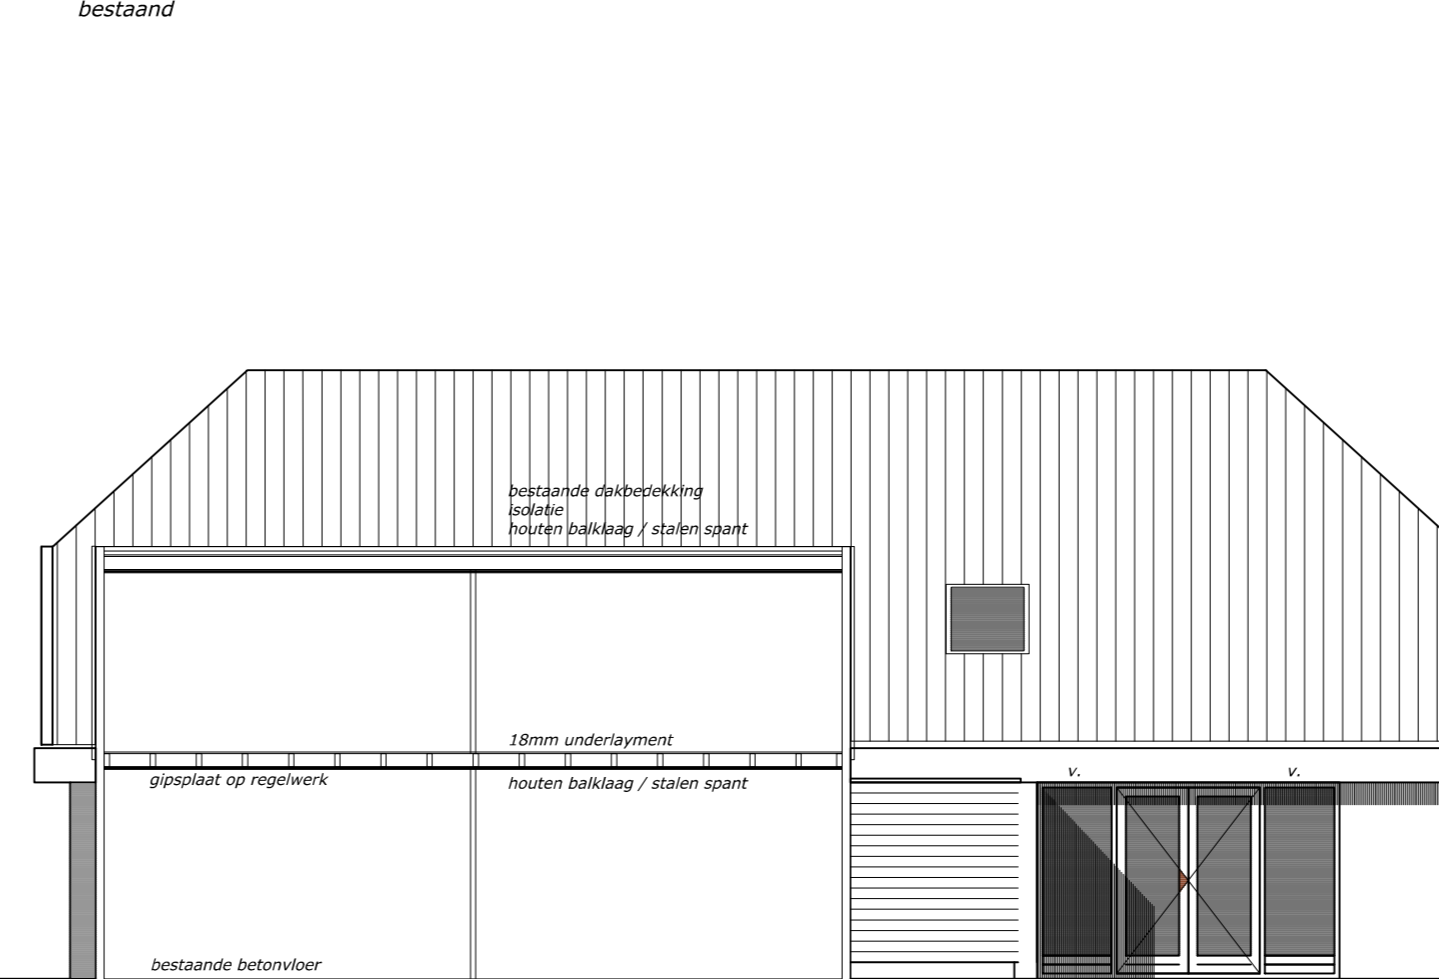 bestaand
bestaande dakbedekking
isolatie
houten balklaag / stalen spant
18mm underlayment
gipsplaat op regelwerk
houten balklaag / stalen spant
v.
v.
bestaande betonvloer